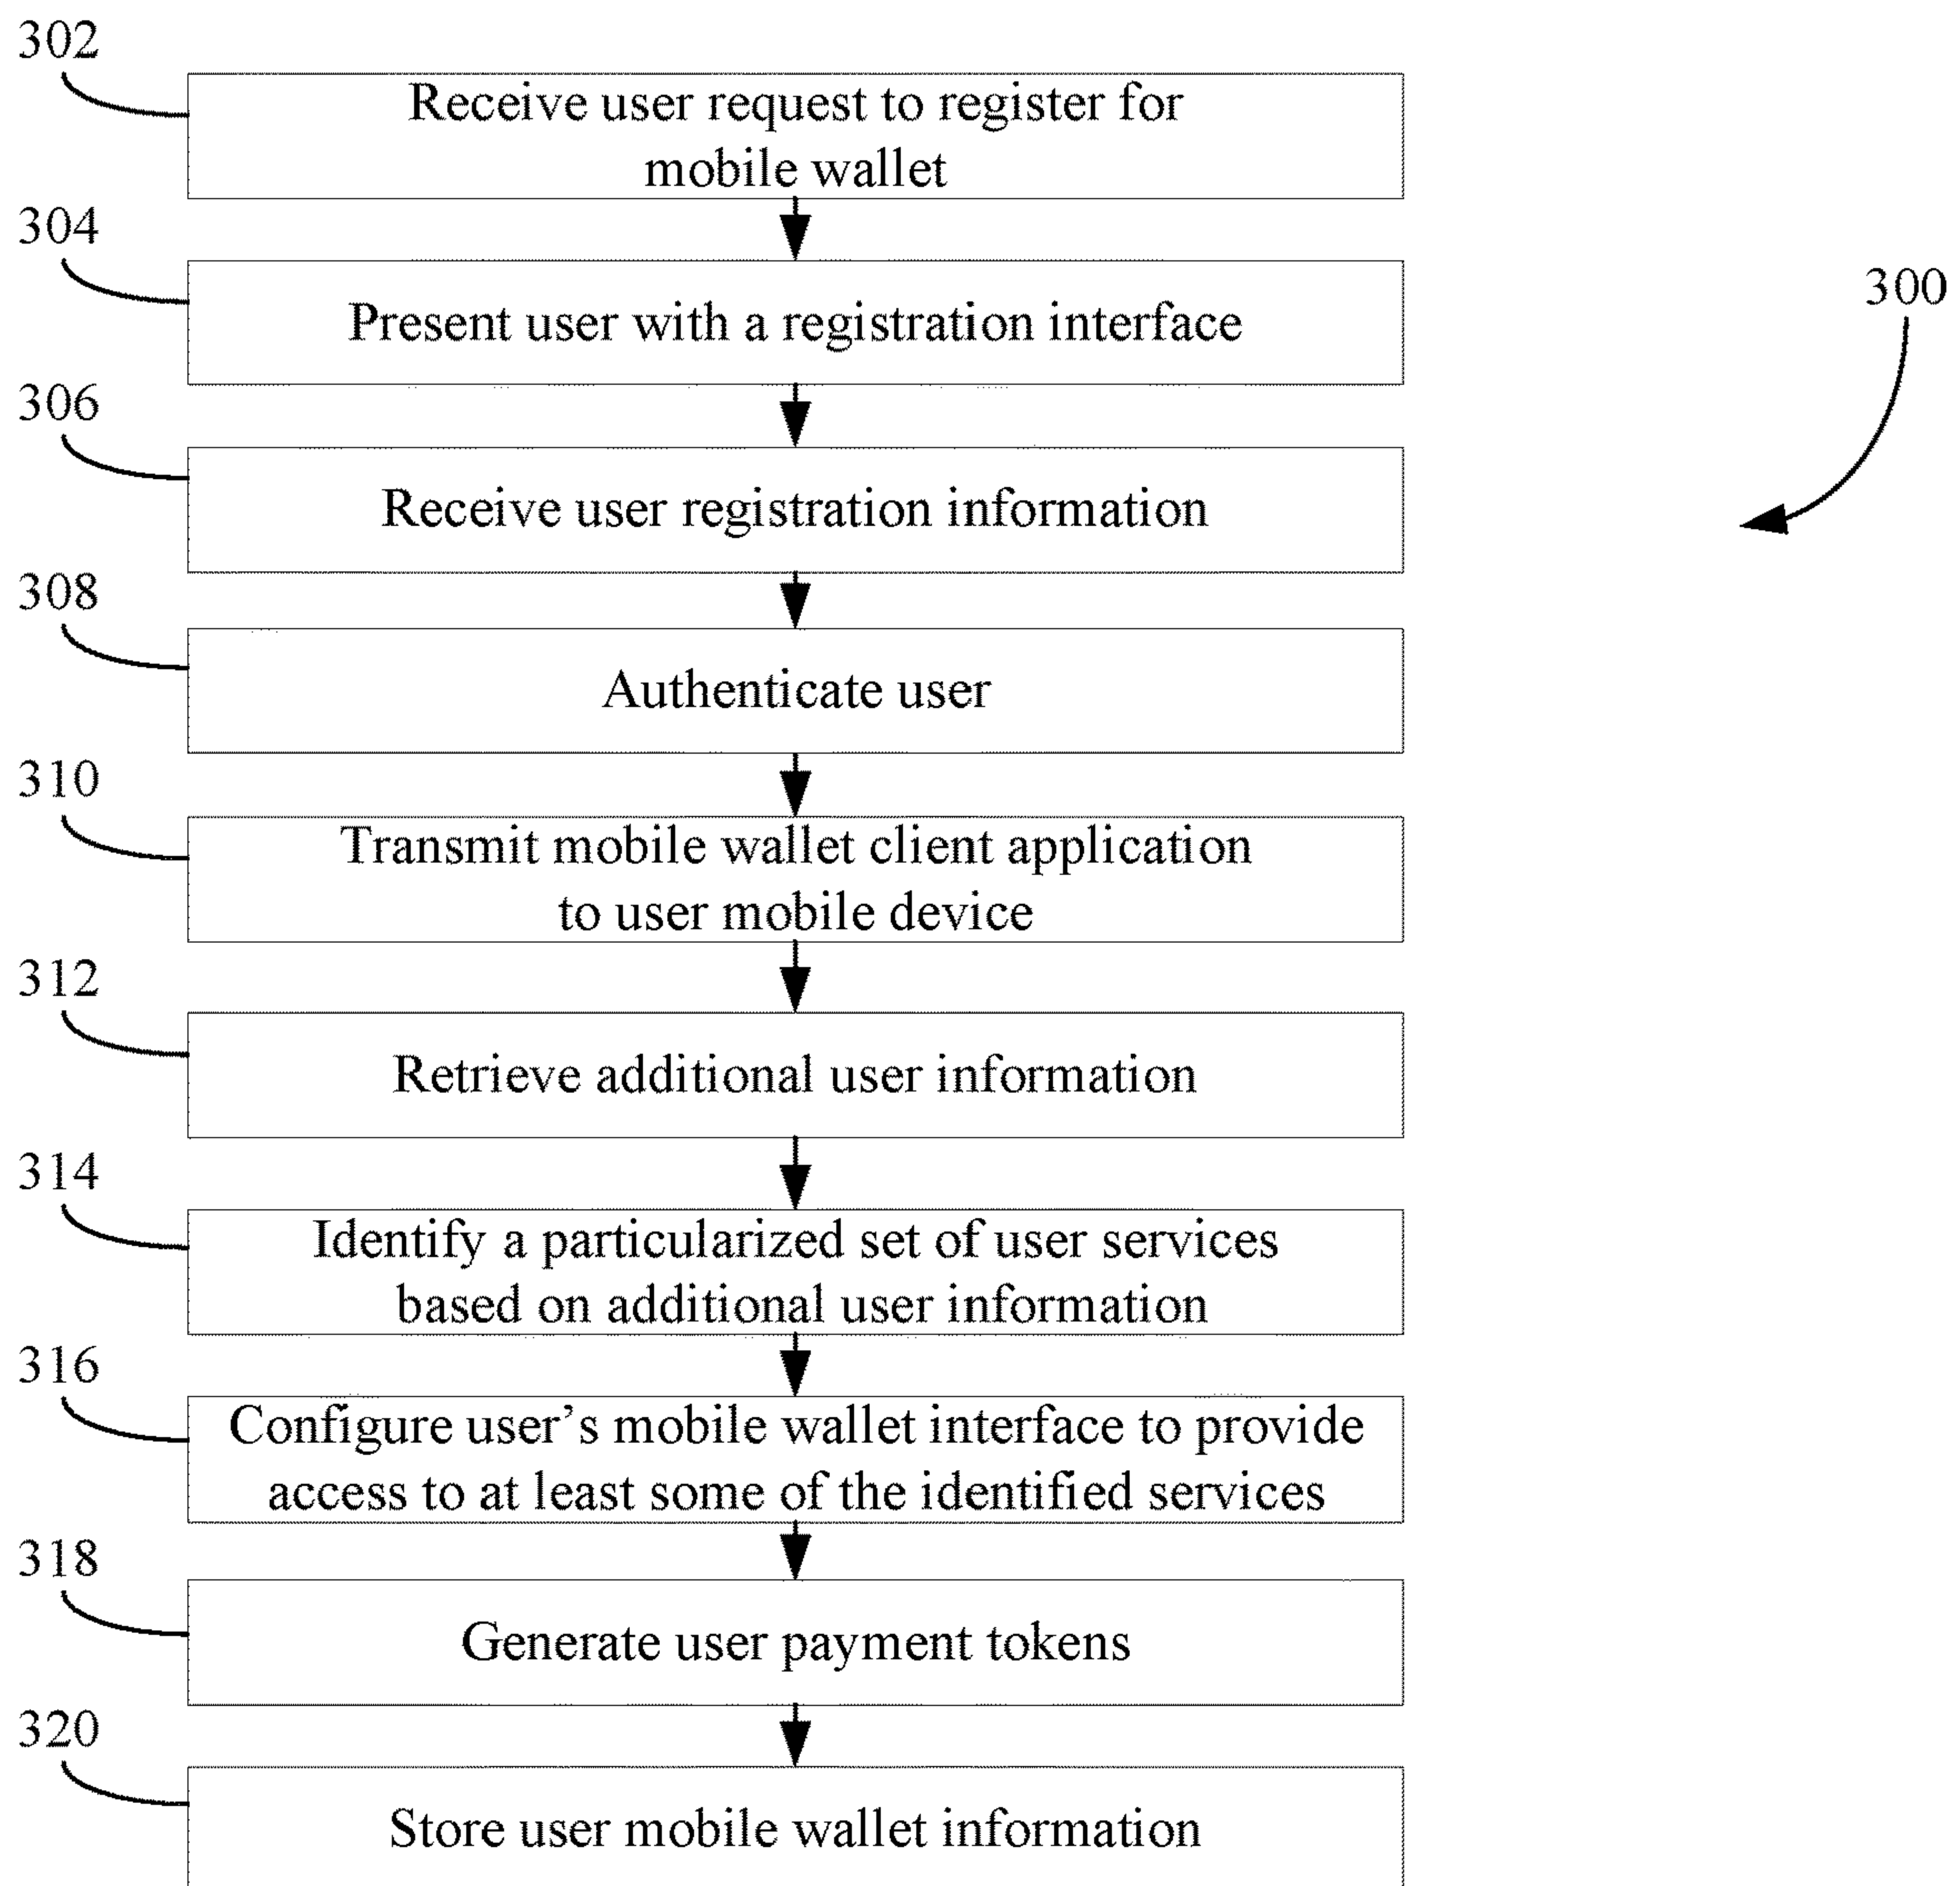 302
Receive user request to register for
mobile wallet
304
Present user with a registration interface
300
306
Receive user registration information
308
Authenticate user
310
Transmit mobile wallet client application
to user mobile device
312
Retrieve additional user information
314
Identify a particularized set of user services
based on additional user information
316
Configure user’s mobile wallet interface to provide
access to at least some of the identified services
318
Generate user payment tokens
320
Store user mobile wallet information